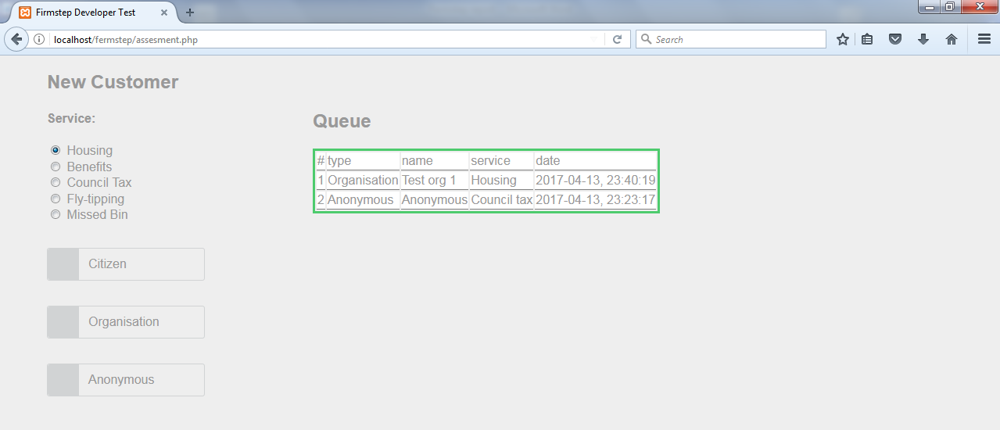 Firmstep Developer Test
localhost/fermstep/assesment.php
Search
New Customer
Service:
Housing
Benefits
Council Tax
Fly-tipping
Missed Bin
Citizen
Organisation
Anonymous
Queue
# type name service date
1 Organisation Test org 1 Housing 2017-04-13, 23:40:19
2 Anonymous Anonymous Council tax 2017-04-13, 23:23:17